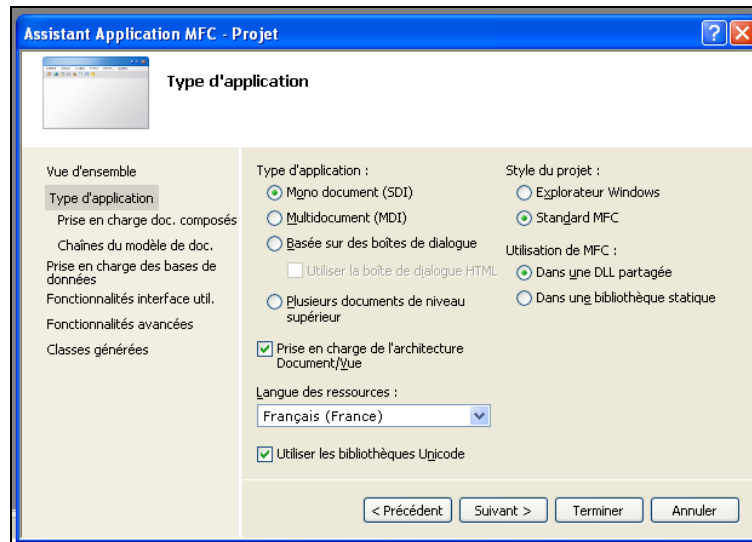 Assistant Application MFC - Projet
Type d'application
Vue d'ensemble
Type d'application
Prise en charge doc. composés
Chaînes du modèle de doc.
Prise en charge des bases de
données
Fonctionnalités interface util.
Fonctionnalités avancées
Classes générées
Type d'application :
Mono document (SDI)
Multidocument (MDI)
Basée sur des boîtes de dialogue
Utiliser la boîte de dialogue HTML
Plusieurs documents de niveau
supérieur
Prise en charge de l'architecture
Document/Vue
Langue des ressources :
Français (France)
Utiliser les bibliothèques Unicode
Style du projet :
Explorateur Windows
Standard MFC
Utilisation de MFC :
Dans une DLL partagée
Dans une bibliothèque statique
< Précédent
Suivant >
Terminer
Annuler